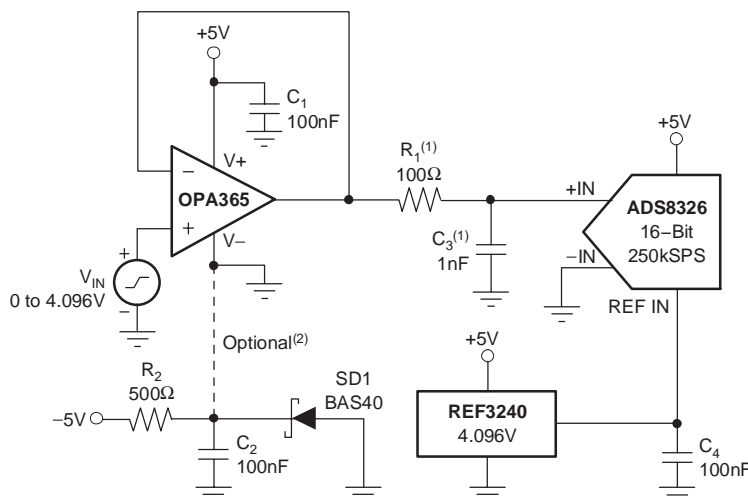 +5V
C1
100nF
V+
−
OPA365
+
V−
+
VIN
0 to 4.096V
−
Optional(2)
R1(1)
100Ω
C3(1)
1nF
+5V
+IN
ADS8326
16−Bit
250kSPS
−IN
REF IN
R2
500Ω
−5V
C2
100nF
SD1
BAS40
+5V
REF3240
4.096V
C4
100nF